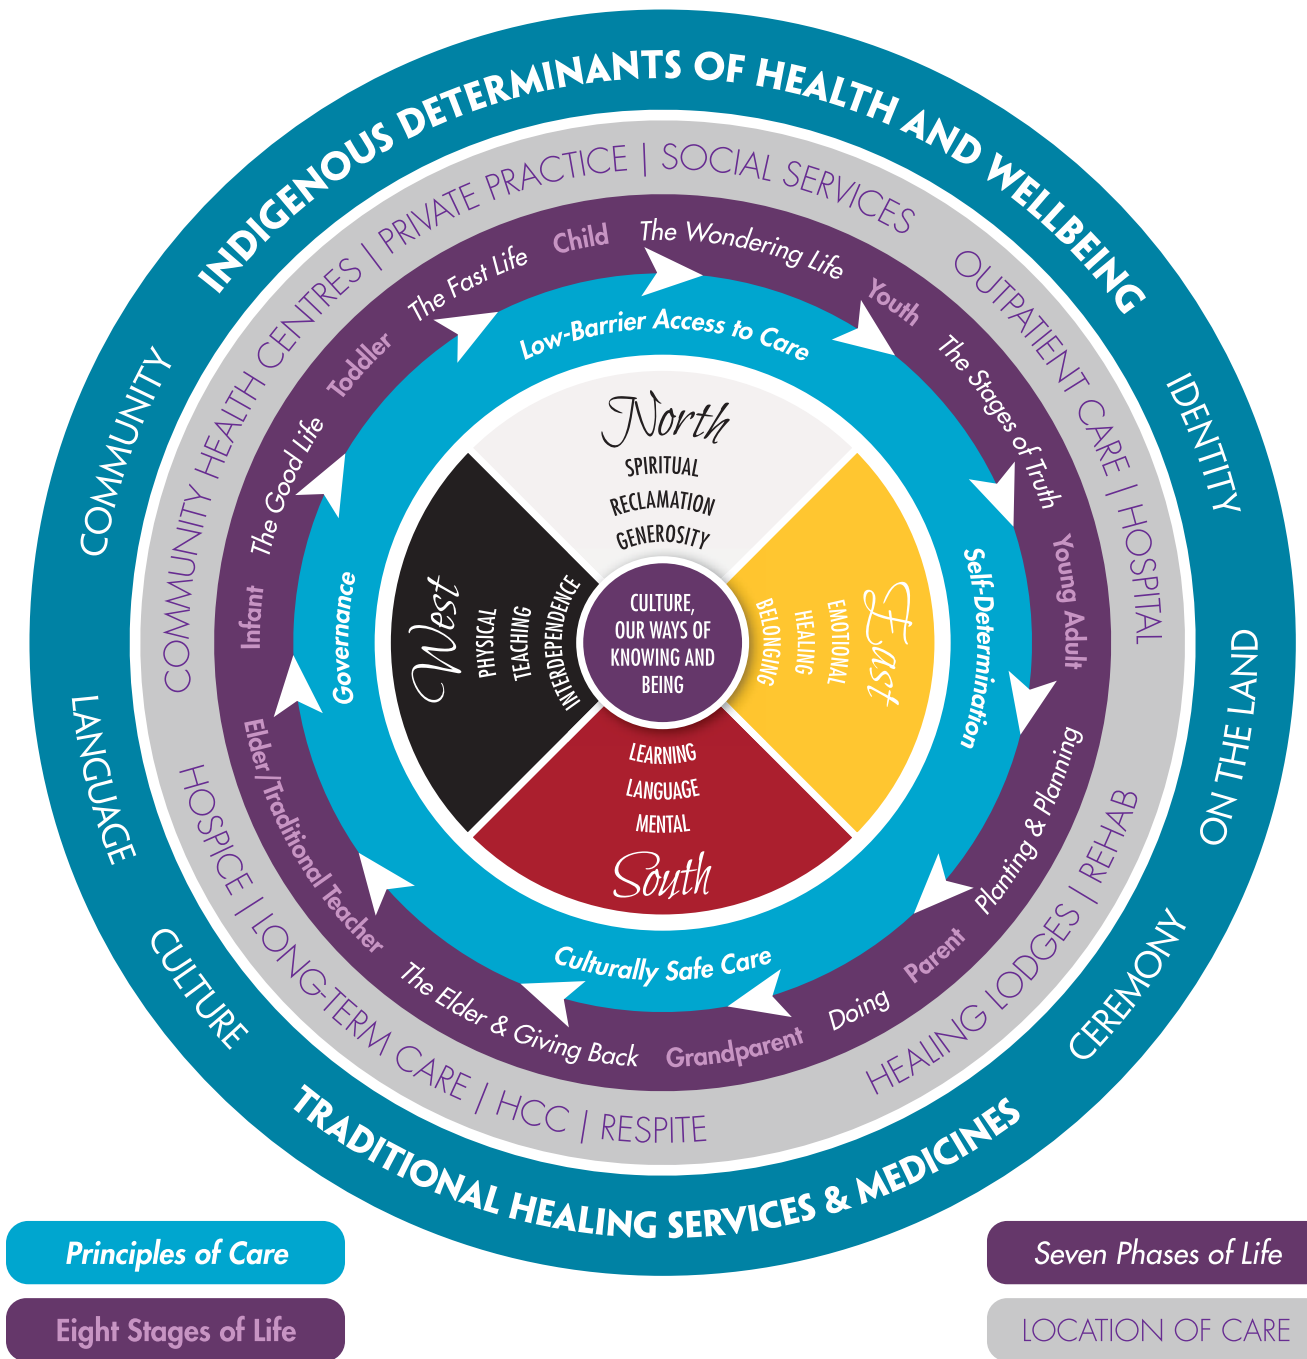 INDIGENOUS DETERMINANTS OF HEALTH AND WELLBEING
IDENTITY
ON THE LAND
CEREMONY
TRADITIONAL HEALING SERVICES & MEDICINES
CULTURE
LANGUAGE
COMMUNITY
COMMUNITY HEALTH CENTRES | PRIVATE PRACTICE | SOCIAL SERVICES
OUTPATIENT CARE | HOSPITAL
HEALING LODGES | REHAB
HOSPICE | LONG-TERM CARE | HCC | RESPITE
Infant
The Good Life
Toddler
The Fast Life
Child
The Wondering Life
Youth
The Stages of Truth
Young Adult
Planting & Planning
Parent
Doing
Grandparent
The Elder & Giving Back
Elder/Traditional Teacher
Low-Barrier Access to Care
Self-Determination
Culturally Safe Care
Governance
North
SPIRITUAL
RECLAMATION
GENEROSITY
East
EMOTIONAL
HEALING
BELONGING
LEARNING
LANGUAGE
MENTAL
South
West
PHYSICAL
TEACHING
INTERDEPENDENCE
CULTURE,
OUR WAYS OF
KNOWING AND
BEING
Principles of Care
Eight Stages of Life
Seven Phases of Life
LOCATION OF CARE